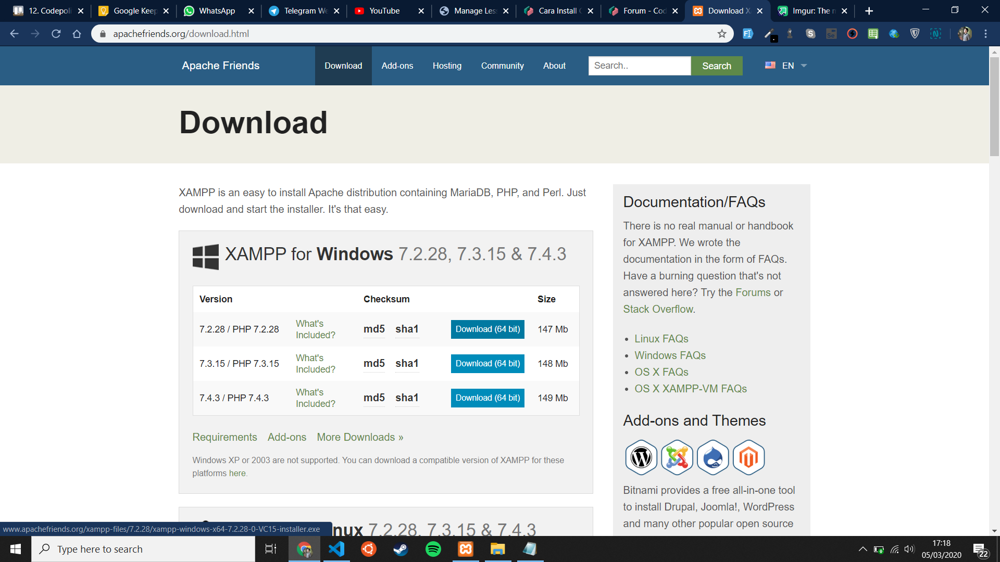 12. Codepoli
Google Keep
WhatsApp
Telegram We
YouTube
Manage Les
Cara Install C
Forum - Cod
Download X
Imgur: The m
apachefriends.org/download.html
Apache Friends
Download
Add-ons
Hosting
Community
About
Search..
Search
EN
Download
XAMPP is an easy to install Apache distribution containing MariaDB, PHP, and Perl. Just
download and start the installer. It's that easy.
XAMPP for Windows 7.2.28, 7.3.15 & 7.4.3
Version Checksum Size
7.2.28 / PHP 7.2.28 What's Included? md5 sha1 Download (64 bit) 147 Mb
7.3.15 / PHP 7.3.15 What's Included? md5 sha1 Download (64 bit) 148 Mb
7.4.3 / PHP 7.4.3 What's Included? md5 sha1 Download (64 bit) 149 Mb
Requirements Add-ons More Downloads »
Windows XP or 2003 are not supported. You can download a compatible version of XAMPP for these
platforms here.
nux 7.2.28, 7.3.15 & 7.4.3
Documentation/FAQs
There is no real manual or handbook
for XAMPP. We wrote the
documentation in the form of FAQs.
Have a burning question that's not
answered here? Try the Forums or
Stack Overflow.
• Linux FAQs
• Windows FAQs
• OS X FAQs
• OS X XAMPP-VM FAQs
Add-ons and Themes
Bitnami provides a free all-in-one tool
to install Drupal, Joomla!, WordPress
and many other popular open source
www.apachefriends.org/xampp-files/7.2.28/xampp-windows-x64-7.2.28-0-VC15-installer.exe
Type here to search
17:18
05/03/2020
22